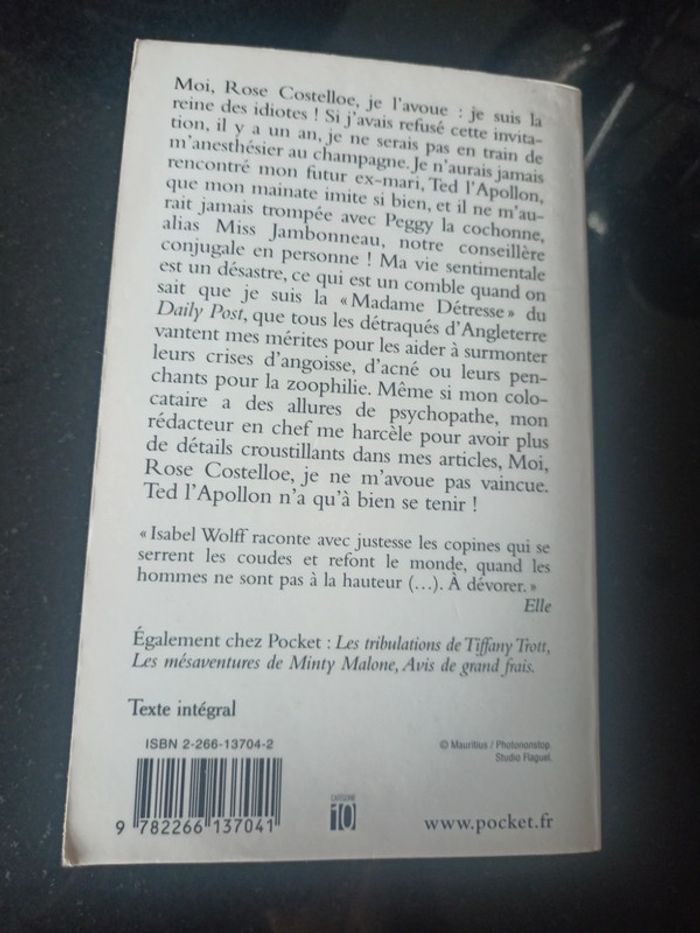 Moi, Rose Costelloe, je l'avoue : je suis la
reine des idiotes ! Si j'avais refusé cette invita-
tion, il y a un an, je ne serais pas en train de
m'anesthésier au champagne. Je n'aurais jamais
rencontré mon futur ex-mari, Ted l'Apollon,
que mon mainate imite si bien, et il ne m'au-
rait jamais trompée avec Peggy la cochonne,
alias Miss Jambonneau, notre conseillère
conjugale en personne ! Ma vie sentimentale
est un désastre, ce qui est un comble quand on
sait que je suis la « Madame Détresse » du
Daily Post, que tous les détraqués d'Angleterre
vantent mes mérites pour les aider à surmonter
leurs crises d'angoisse, d'acné ou leurs pen-
chants pour la zoophilie. Même si mon colo-
cataire a des allures de psychopathe, mon
rédacteur en chef me harcèle pour avoir plus
de détails croustillants dans mes articles, Moi,
Rose Costelloe, je ne m'avoue pas vaincue.
Ted l'Apollon n'a qu'à bien se tenir !
« Isabel Wolff raconte avec justesse les copines qui se
serrent les coudes et refont le monde, quand les
hommes ne sont pas à la hauteur (...). À dévorer. »
Elle
Également chez Pocket : Les tribulations de Tiffany Trott,
Les mésaventures de Minty Malone, Avis de grand frais.
Texte intégral
ISBN 2-266-13704-2
© Mauritius / Photononstop
Studio Flaguel.
9 782266 137041
CATÉGORIE
10
www.pocket.fr